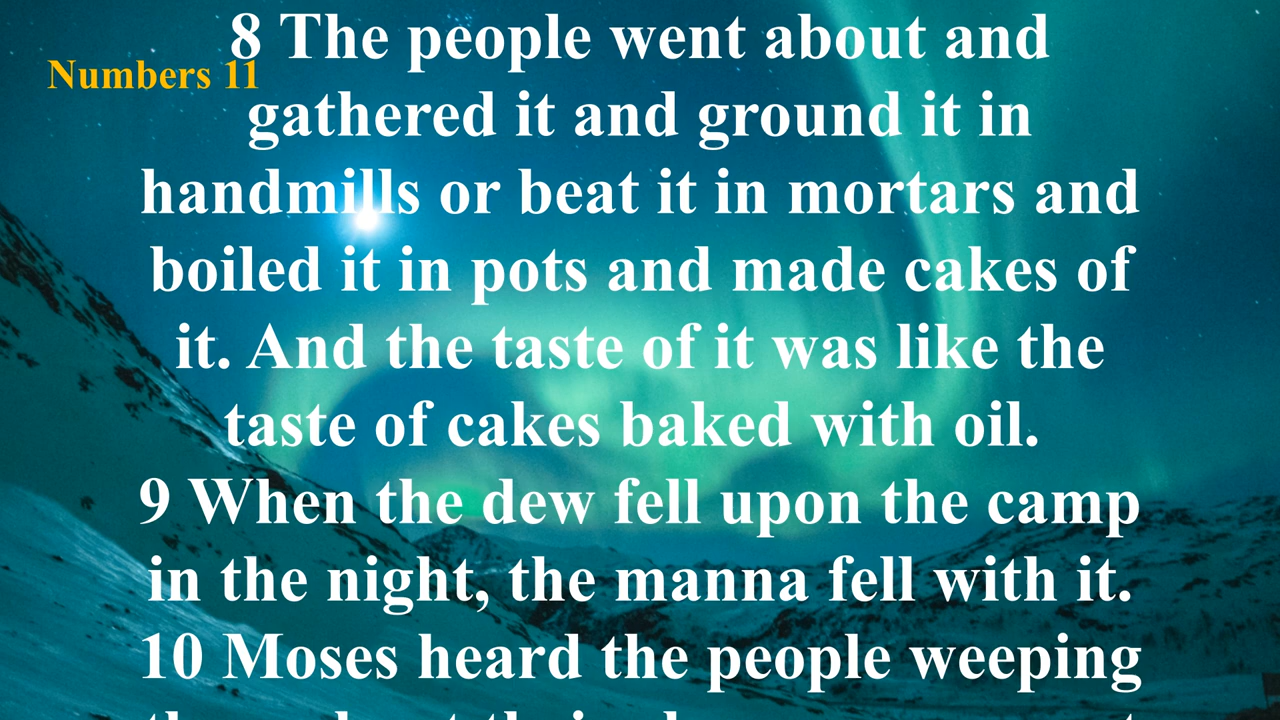 Numbers 11
8 The people went about and
gathered it and ground it in
handmills or beat it in mortars and
boiled it in pots and made cakes of
it. And the taste of it was like the
taste of cakes baked with oil.
9 When the dew fell upon the camp
in the night, the manna fell with it.
10 Moses heard the people weeping